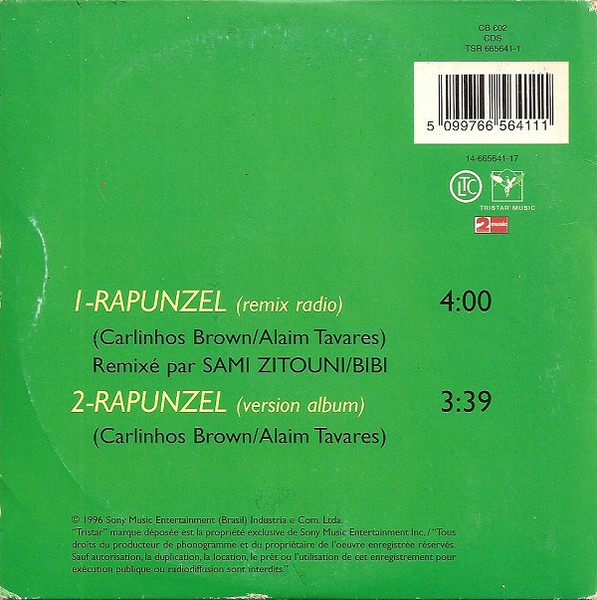 CB 602
CDS
TSR 665641-1
5 099766 564111
14-665641-17
LTC
TRISTAR MUSIC
2 music
1-RAPUNZEL (remix radio) 4:00
(Carlinhos Brown/Alaim Tavares)
Remixé par SAMI ZITOUNI/BIBI
2-RAPUNZEL (version album) 3:39
(Carlinhos Brown/Alaim Tavares)
© 1996 Sony Music Entertainment (Brasil) Industria e Com. Ltda.
"Tristar" marque déposée est la propriété exclusive de Sony Music Entertainment Inc. / "Tous
droits du producteur de phonogramme et du propriétaire de l'oeuvre enregistrée réservés.
Sauf autorisation, la duplication, la location, le prêt ou l'utilisation de cet enregistrement pour
exécution publique ou radiodiffusion sont interdits."